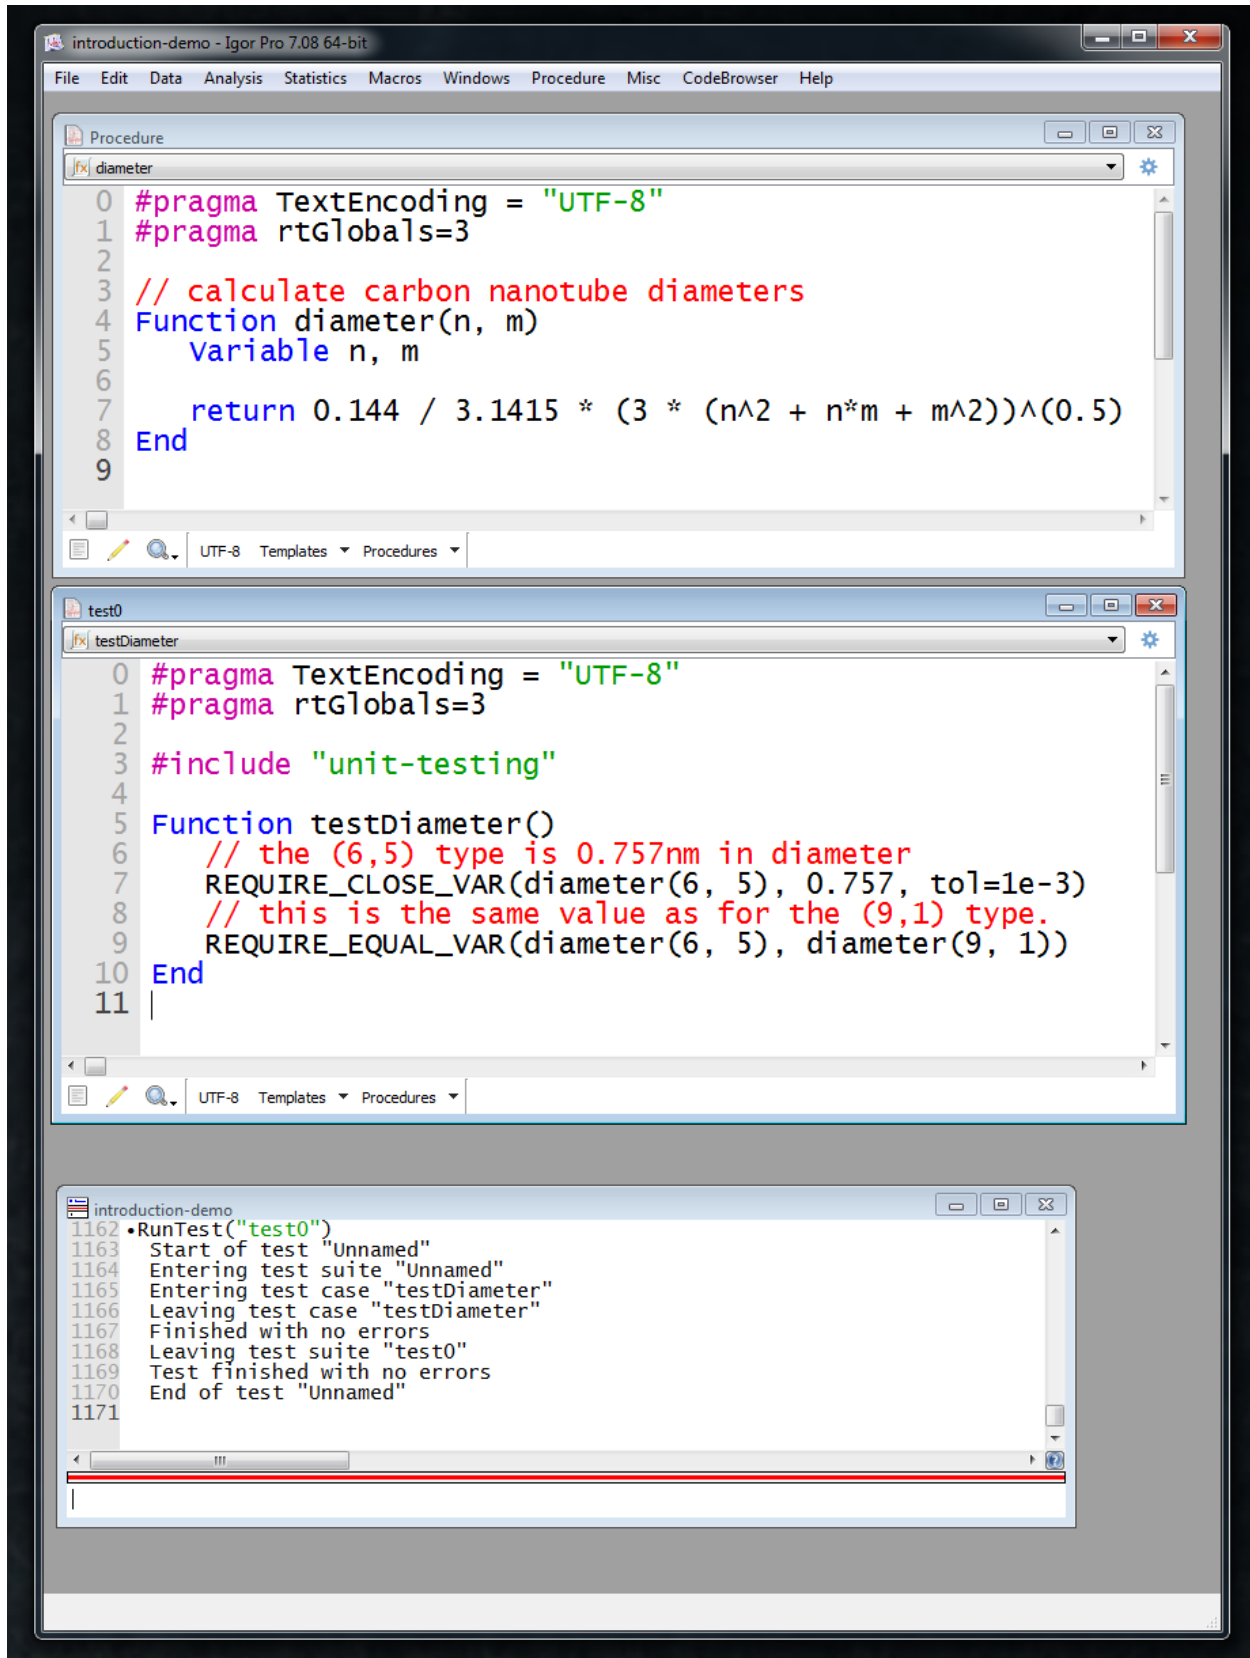 introduction-demo - Igor Pro 7.08 64-bit
File Edit Data Analysis Statistics Macros Windows Procedure Misc CodeBrowser Help
Procedure
diameter
0 #pragma TextEncoding = "UTF-8"
1 #pragma rtGlobals=3
2
3 // calculate carbon nanotube diameters
4 Function diameter(n, m)
5 Variable n, m
6
7 return 0.144 / 3.1415 * (3 * (n^2 + n*m + m^2))^(0.5)
8 End
9
UTF-8 Templates Procedures
test0
testDiameter
0 #pragma TextEncoding = "UTF-8"
1 #pragma rtGlobals=3
2
3 #include "unit-testing"
4
5 Function testDiameter()
6 // the (6,5) type is 0.757nm in diameter
7 REQUIRE_CLOSE_VAR(diameter(6, 5), 0.757, tol=1e-3)
8 // this is the same value as for the (9,1) type.
9 REQUIRE_EQUAL_VAR(diameter(6, 5), diameter(9, 1))
10 End
11
UTF-8 Templates Procedures
introduction-demo
1162 •RunTest("test0")
1163 Start of test "Unnamed"
1164 Entering test suite "Unnamed"
1165 Entering test case "testDiameter"
1166 Leaving test case "testDiameter"
1167 Finished with no errors
1168 Leaving test suite "test0"
1169 Test finished with no errors
1170 End of test "Unnamed"
1171